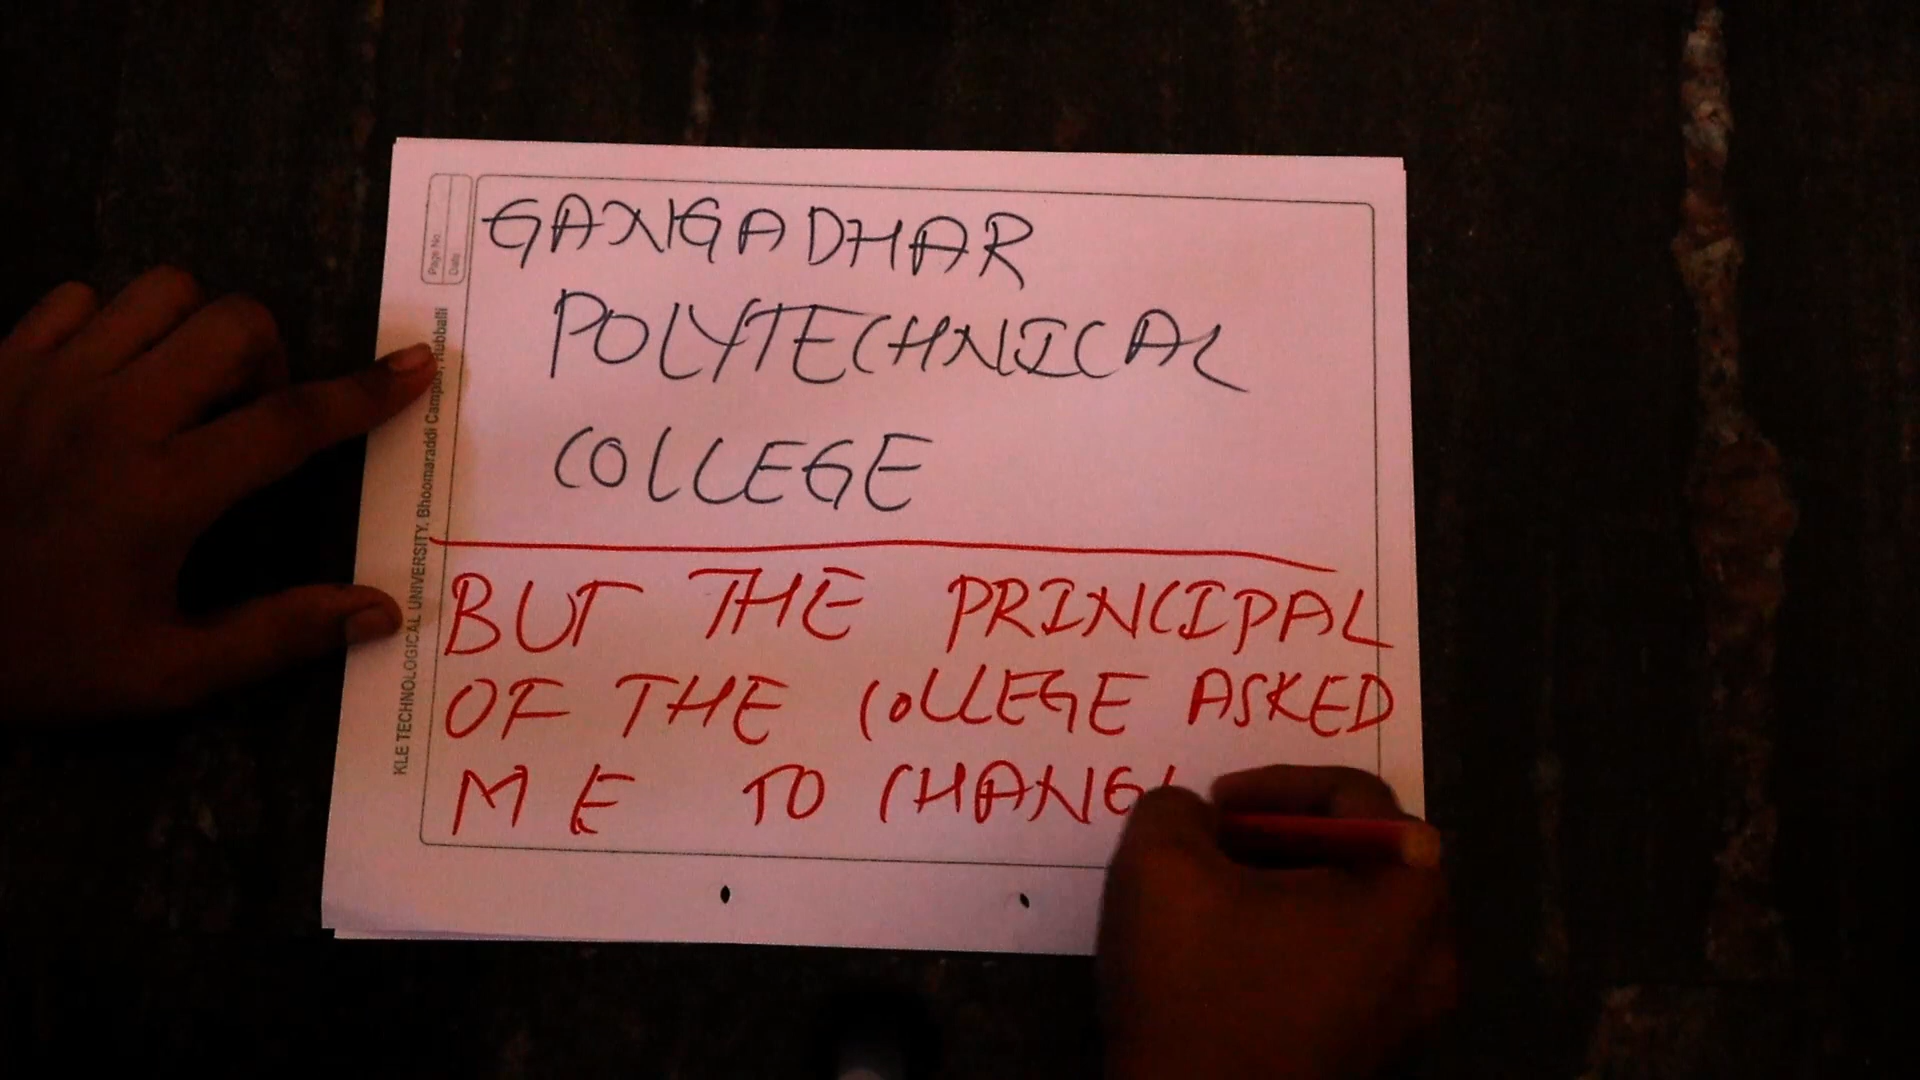 GANGADHAR
POLYTECHNICAL
COLLEGE
BUT THE PRINCIPAL
OF THE COLLEGE ASKED
ME TO CHANG
Page No.
Date
KLE TECHNOLOGICAL UNIVERSITY, Bhoomaraddi Campus, Hubballi